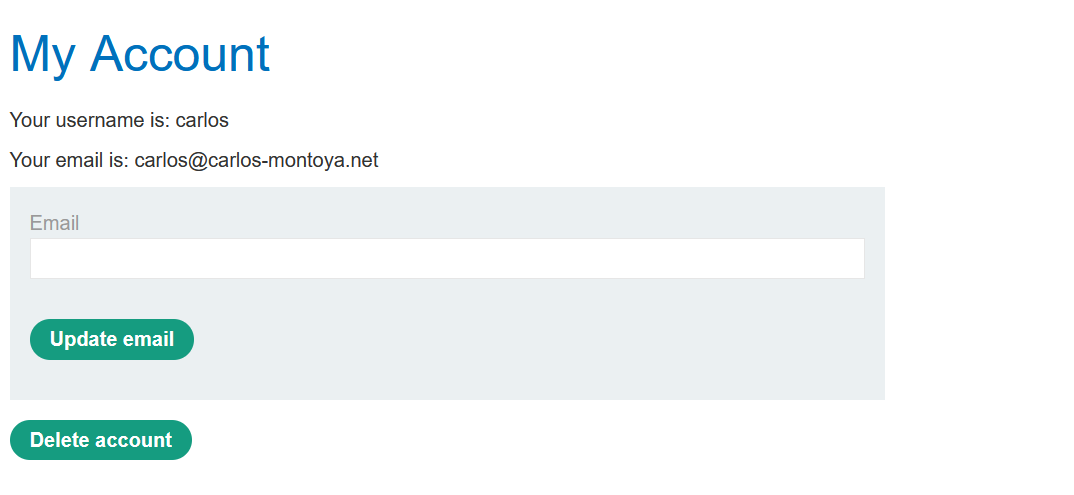 My Account
Your username is: carlos
Your email is: carlos@carlos-montoya.net
Email
Update email
Delete account